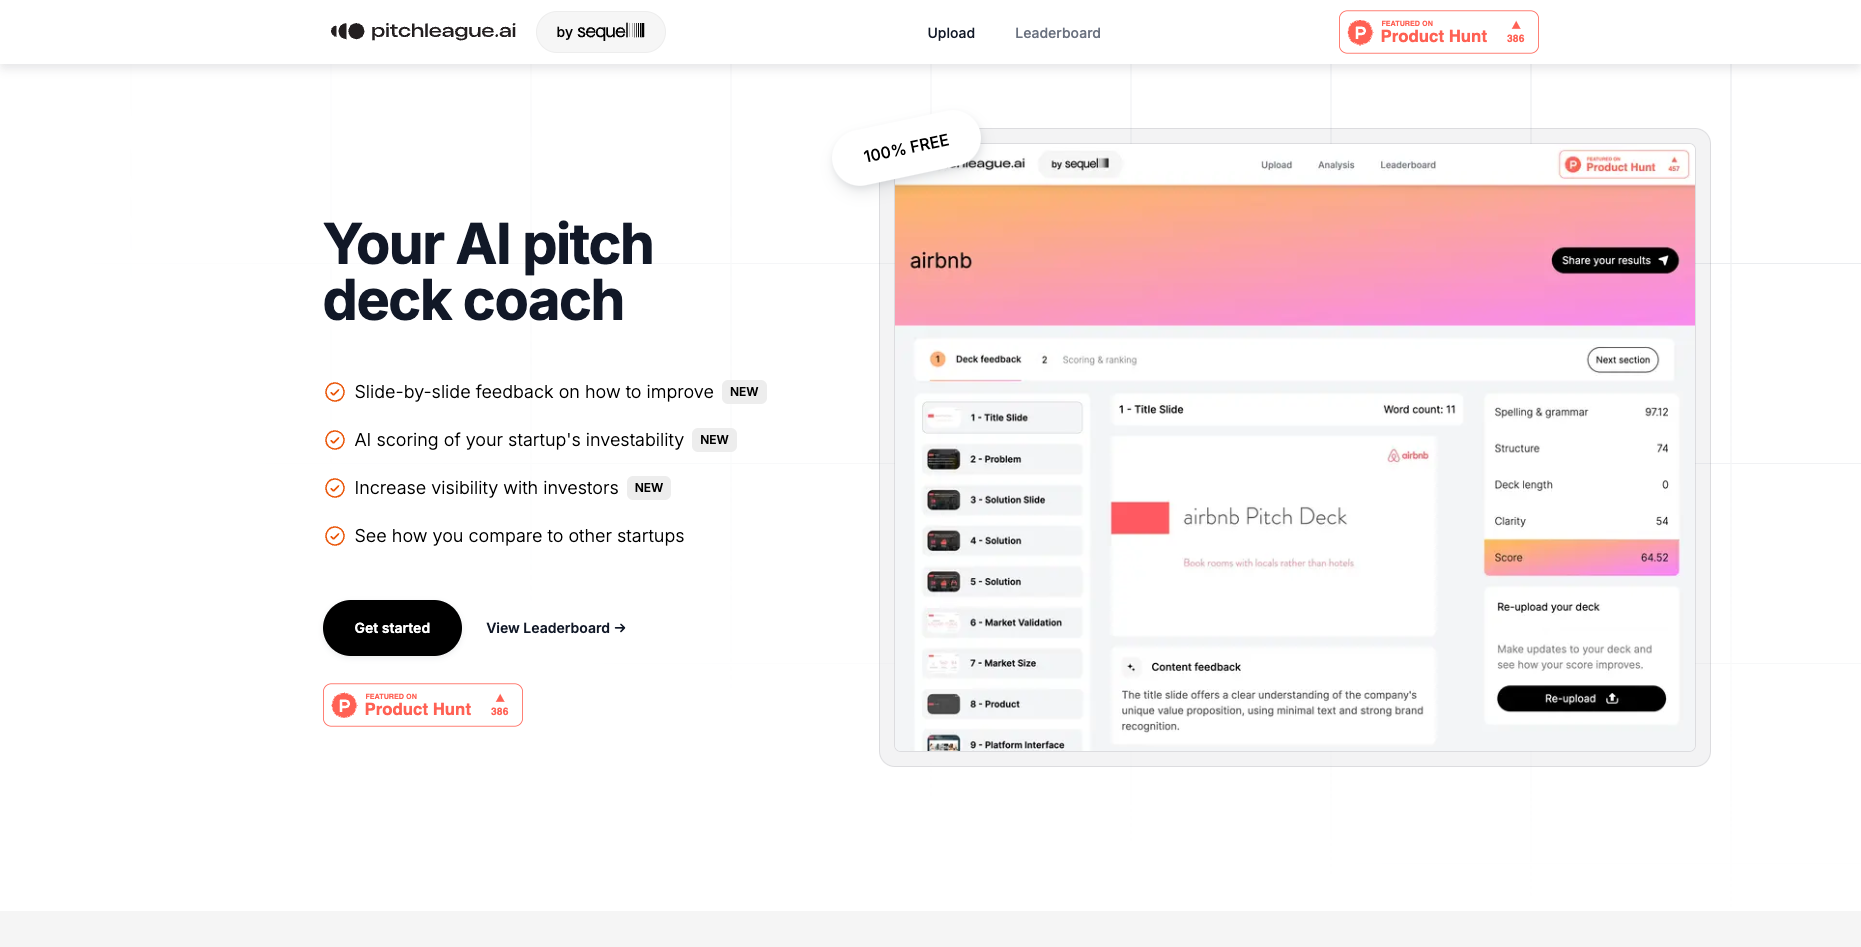 pitchleague.ai
by sequel
Upload
Leaderboard
FEATURED ON
Product Hunt
386
100% FREE
Your AI pitch
deck coach
Slide-by-slide feedback on how to improve NEW
AI scoring of your startup's investability NEW
Increase visibility with investors NEW
See how you compare to other startups
Get started
View Leaderboard →
FEATURED ON
Product Hunt
386
league.ai
by sequel
Upload
Analysis
Leaderboard
FEATURED ON
Product Hunt
457
airbnb
Share your results
1 Deck feedback
2 Scoring & ranking
Next section
1 - Title Slide
2 - Problem
3 - Solution Slide
4 - Solution
5 - Solution
6 - Market Validation
7 - Market Size
8 - Product
9 - Platform Interface
1 - Title Slide
Word count: 11
airbnb
airbnb Pitch Deck
Book rooms with locals rather than hotels
Content feedback
The title slide offers a clear understanding of the company's
unique value proposition, using minimal text and strong brand
recognition.
Spelling & grammar 97.12
Structure 74
Deck length 0
Clarity 54
Score 64.52
Re-upload your deck
Make updates to your deck and
see how your score improves.
Re-upload